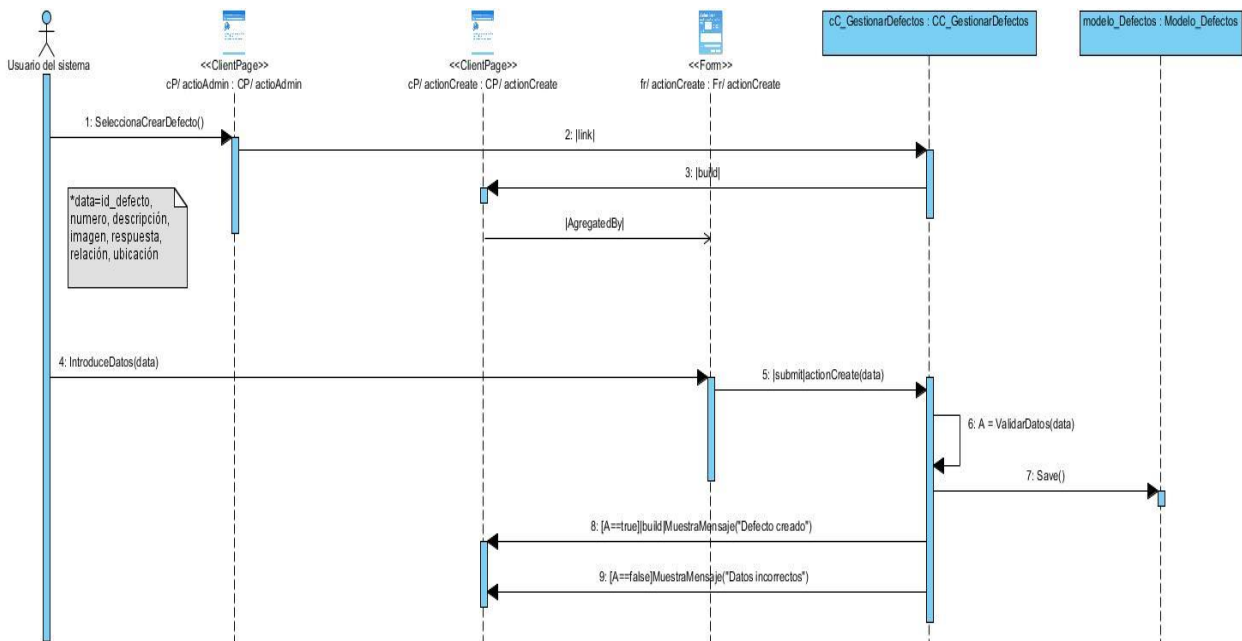 cC_GestionarDefectos : CC_GestionarDefectos
modelo_Defectos : Modelo_Defectos
Usuario del sistema
<<ClientPage>>
cP/ actioAdmin : CP/ actioAdmin
<<ClientPage>>
cP/ actionCreate : CP/ actionCreate
<<Form>>
fr/ actionCreate : Fr/ actionCreate
1: SeleccionaCrearDefecto()
2: |link|
3: |build|
*data=id_defecto,
numero, descripción,
imagen, respuesta,
relación, ubicación
|AgregatedBy|
4: IntroduceDatos(data)
5: |submit|actionCreate(data)
6: A = ValidarDatos(data)
7: Save()
8: [A==true]|build|MuestraMensaje("Defecto creado")
9: [A==false]MuestraMensaje("Datos incorrectos")